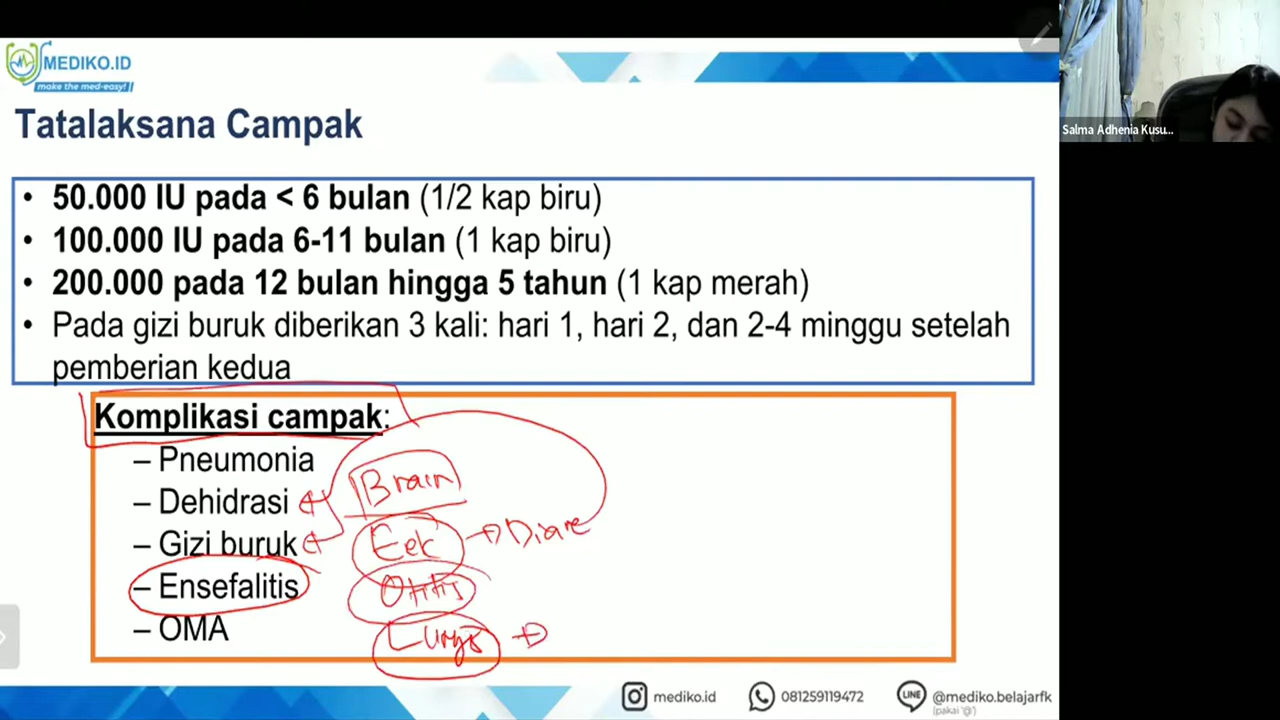 MEDIKO.ID
make the med-easy!
Salma Adhenia Kusu...
Tatalaksana Campak
• 50.000 IU pada < 6 bulan (1/2 kap biru)
• 100.000 IU pada 6-11 bulan (1 kap biru)
• 200.000 pada 12 bulan hingga 5 tahun (1 kap merah)
• Pada gizi buruk diberikan 3 kali: hari 1, hari 2, dan 2-4 minggu setelah
pemberian kedua
Komplikasi campak:
– Pneumonia
– Dehidrasi
– Gizi buruk
– Ensefalitis
– OMA
Brain
Eek → Diare
Otitis
Lungs →
mediko.id
081259119472
LINE
@mediko.belajarfk
(pakai '@')